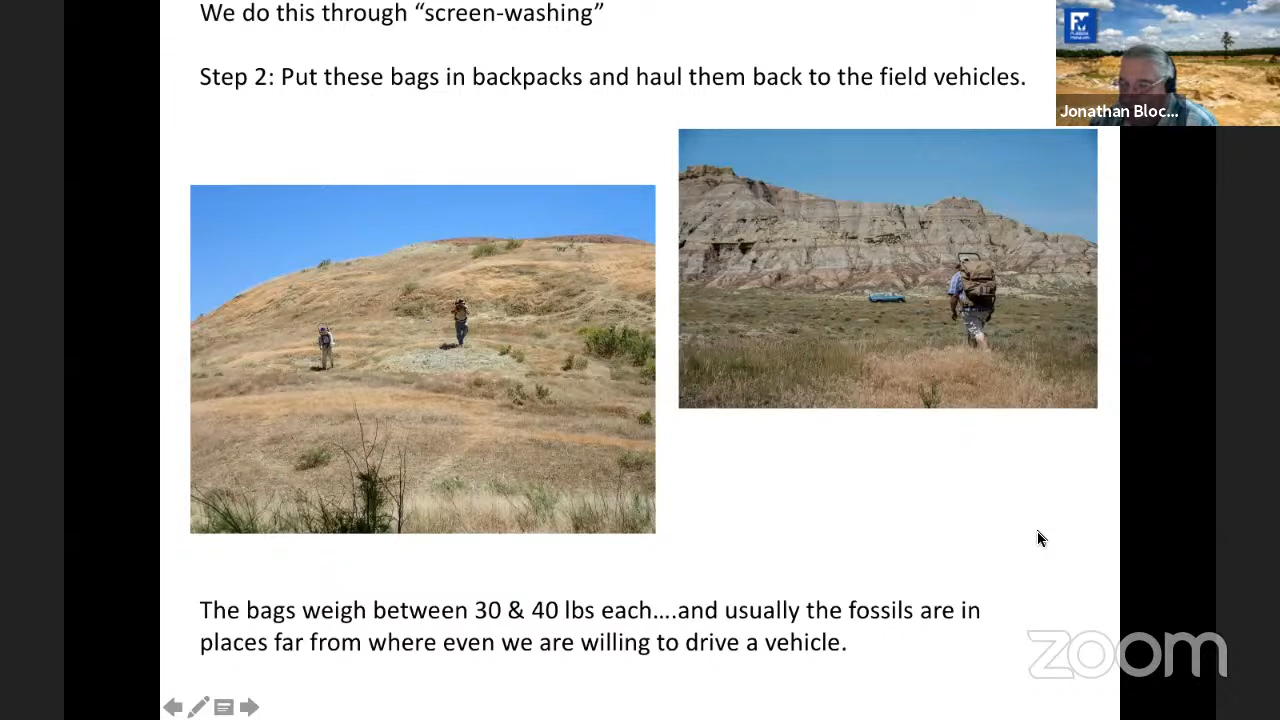 We do this through “screen-washing”
Step 2: Put these bags in backpacks and haul them back to the field vehicles.
Jonathan Bloc...
The bags weigh between 30 & 40 lbs each....and usually the fossils are in
places far from where even we are willing to drive a vehicle.
zoom